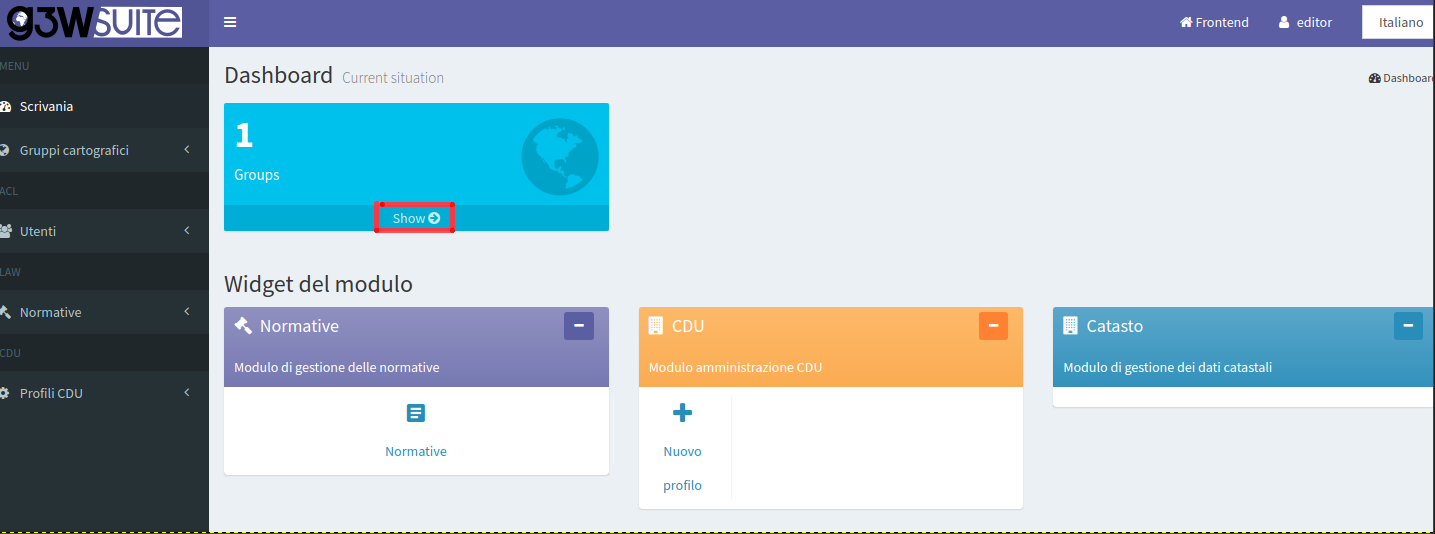 g3wsuite
Frontend
editor
Italiano
MENU
Scrivania
Gruppi cartografici
ACL
Utenti
LAW
Normative
CDU
Profili CDU
Dashboard Current situation
Dashboard
1
Groups
Show
Widget del modulo
Normative
Modulo di gestione delle normative
Normative
CDU
Modulo amministrazione CDU
Nuovo
profilo
Catasto
Modulo di gestione dei dati catastali